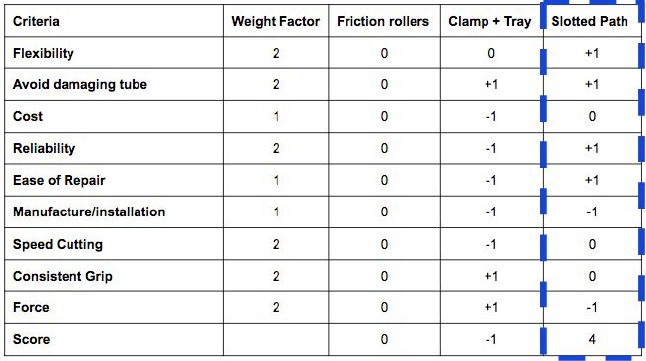 Criteria Weight Factor Friction rollers Clamp + Tray Slotted Path
Flexibility 2 0 0 +1
Avoid damaging tube 2 0 +1 +1
Cost 1 0 -1 0
Reliability 2 0 -1 +1
Ease of Repair 1 0 -1 +1
Manufacture/installation 1 0 -1 -1
Speed Cutting 2 0 -1 0
Consistent Grip 2 0 +1 0
Force 2 0 +1 -1
Score 0 -1 4